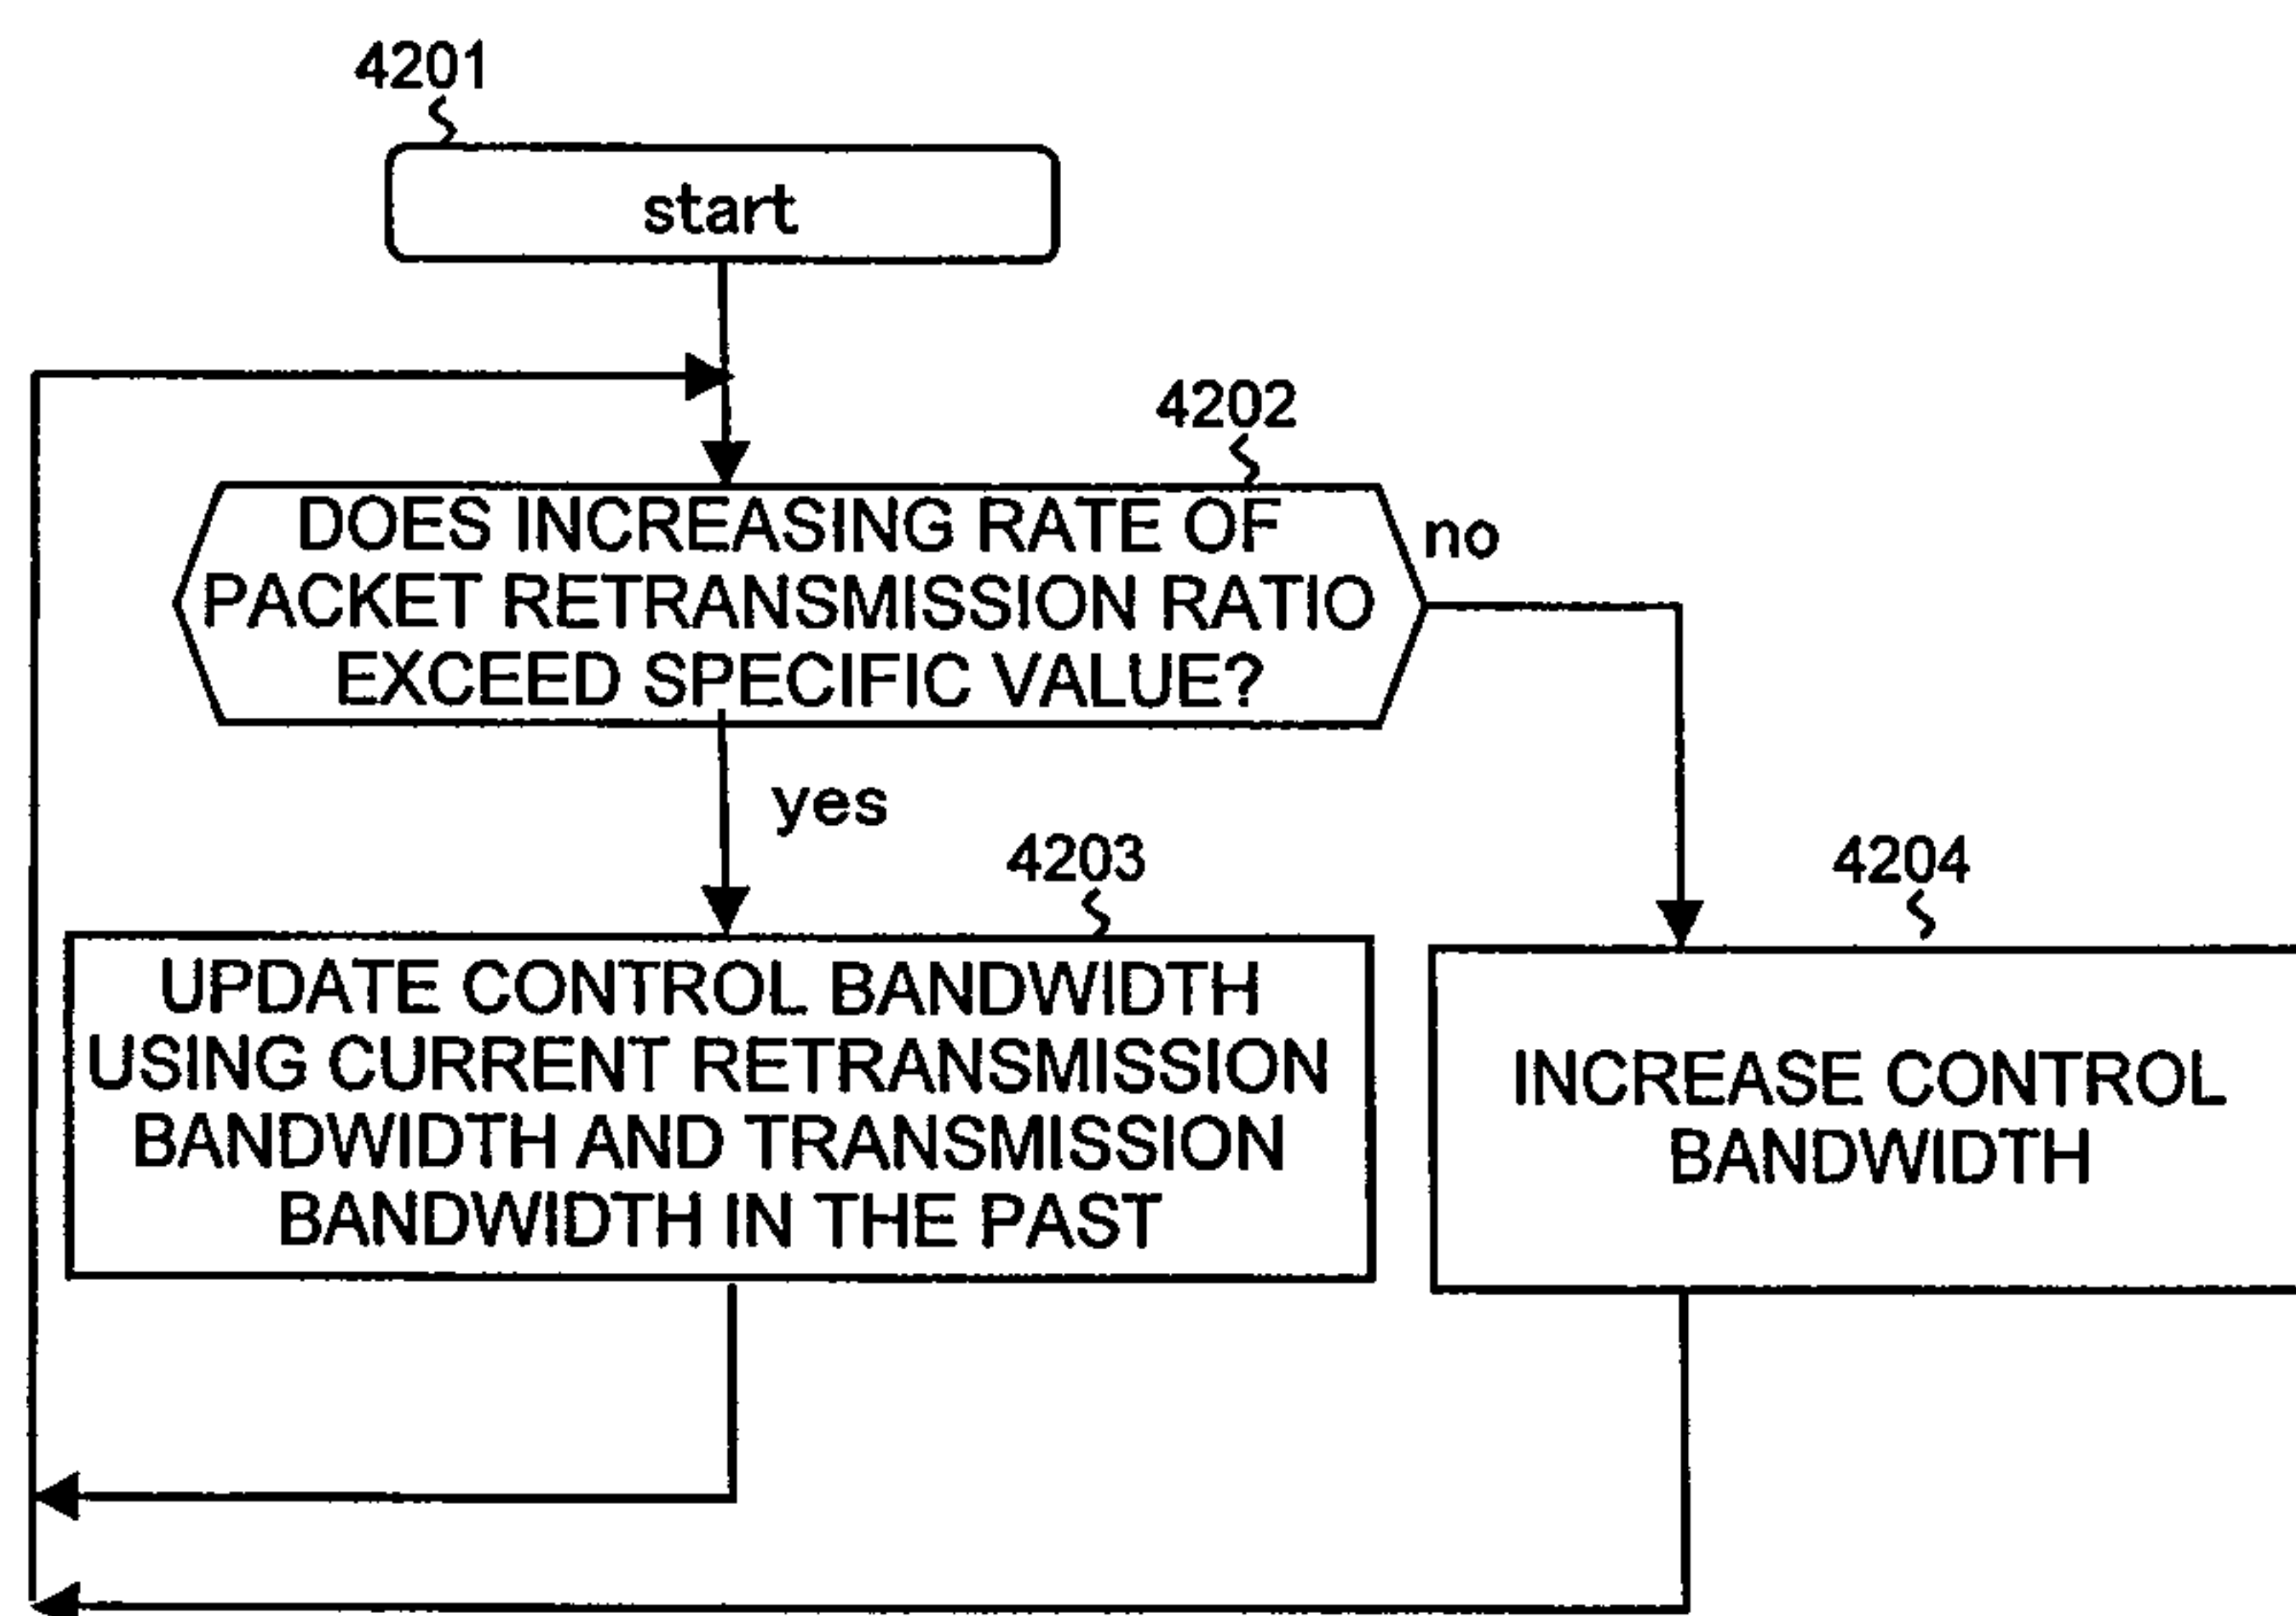 4201
start
4202
DOES INCREASING RATE OF
PACKET RETRANSMISSION RATIO
EXCEED SPECIFIC VALUE?
no
yes
4203
UPDATE CONTROL BANDWIDTH
USING CURRENT RETRANSMISSION
BANDWIDTH AND TRANSMISSION
BANDWIDTH IN THE PAST
4204
INCREASE CONTROL
BANDWIDTH